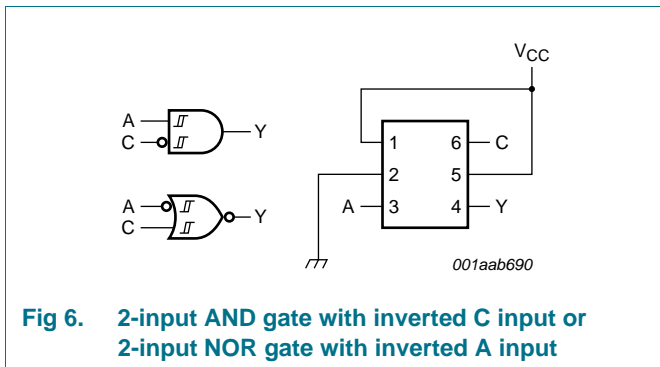 VCC
A
C
Y
A
C
Y
1 6 C
2 5
A 3 4 Y
001aab690
Fig 6. 2-input AND gate with inverted C input or
2-input NOR gate with inverted A input